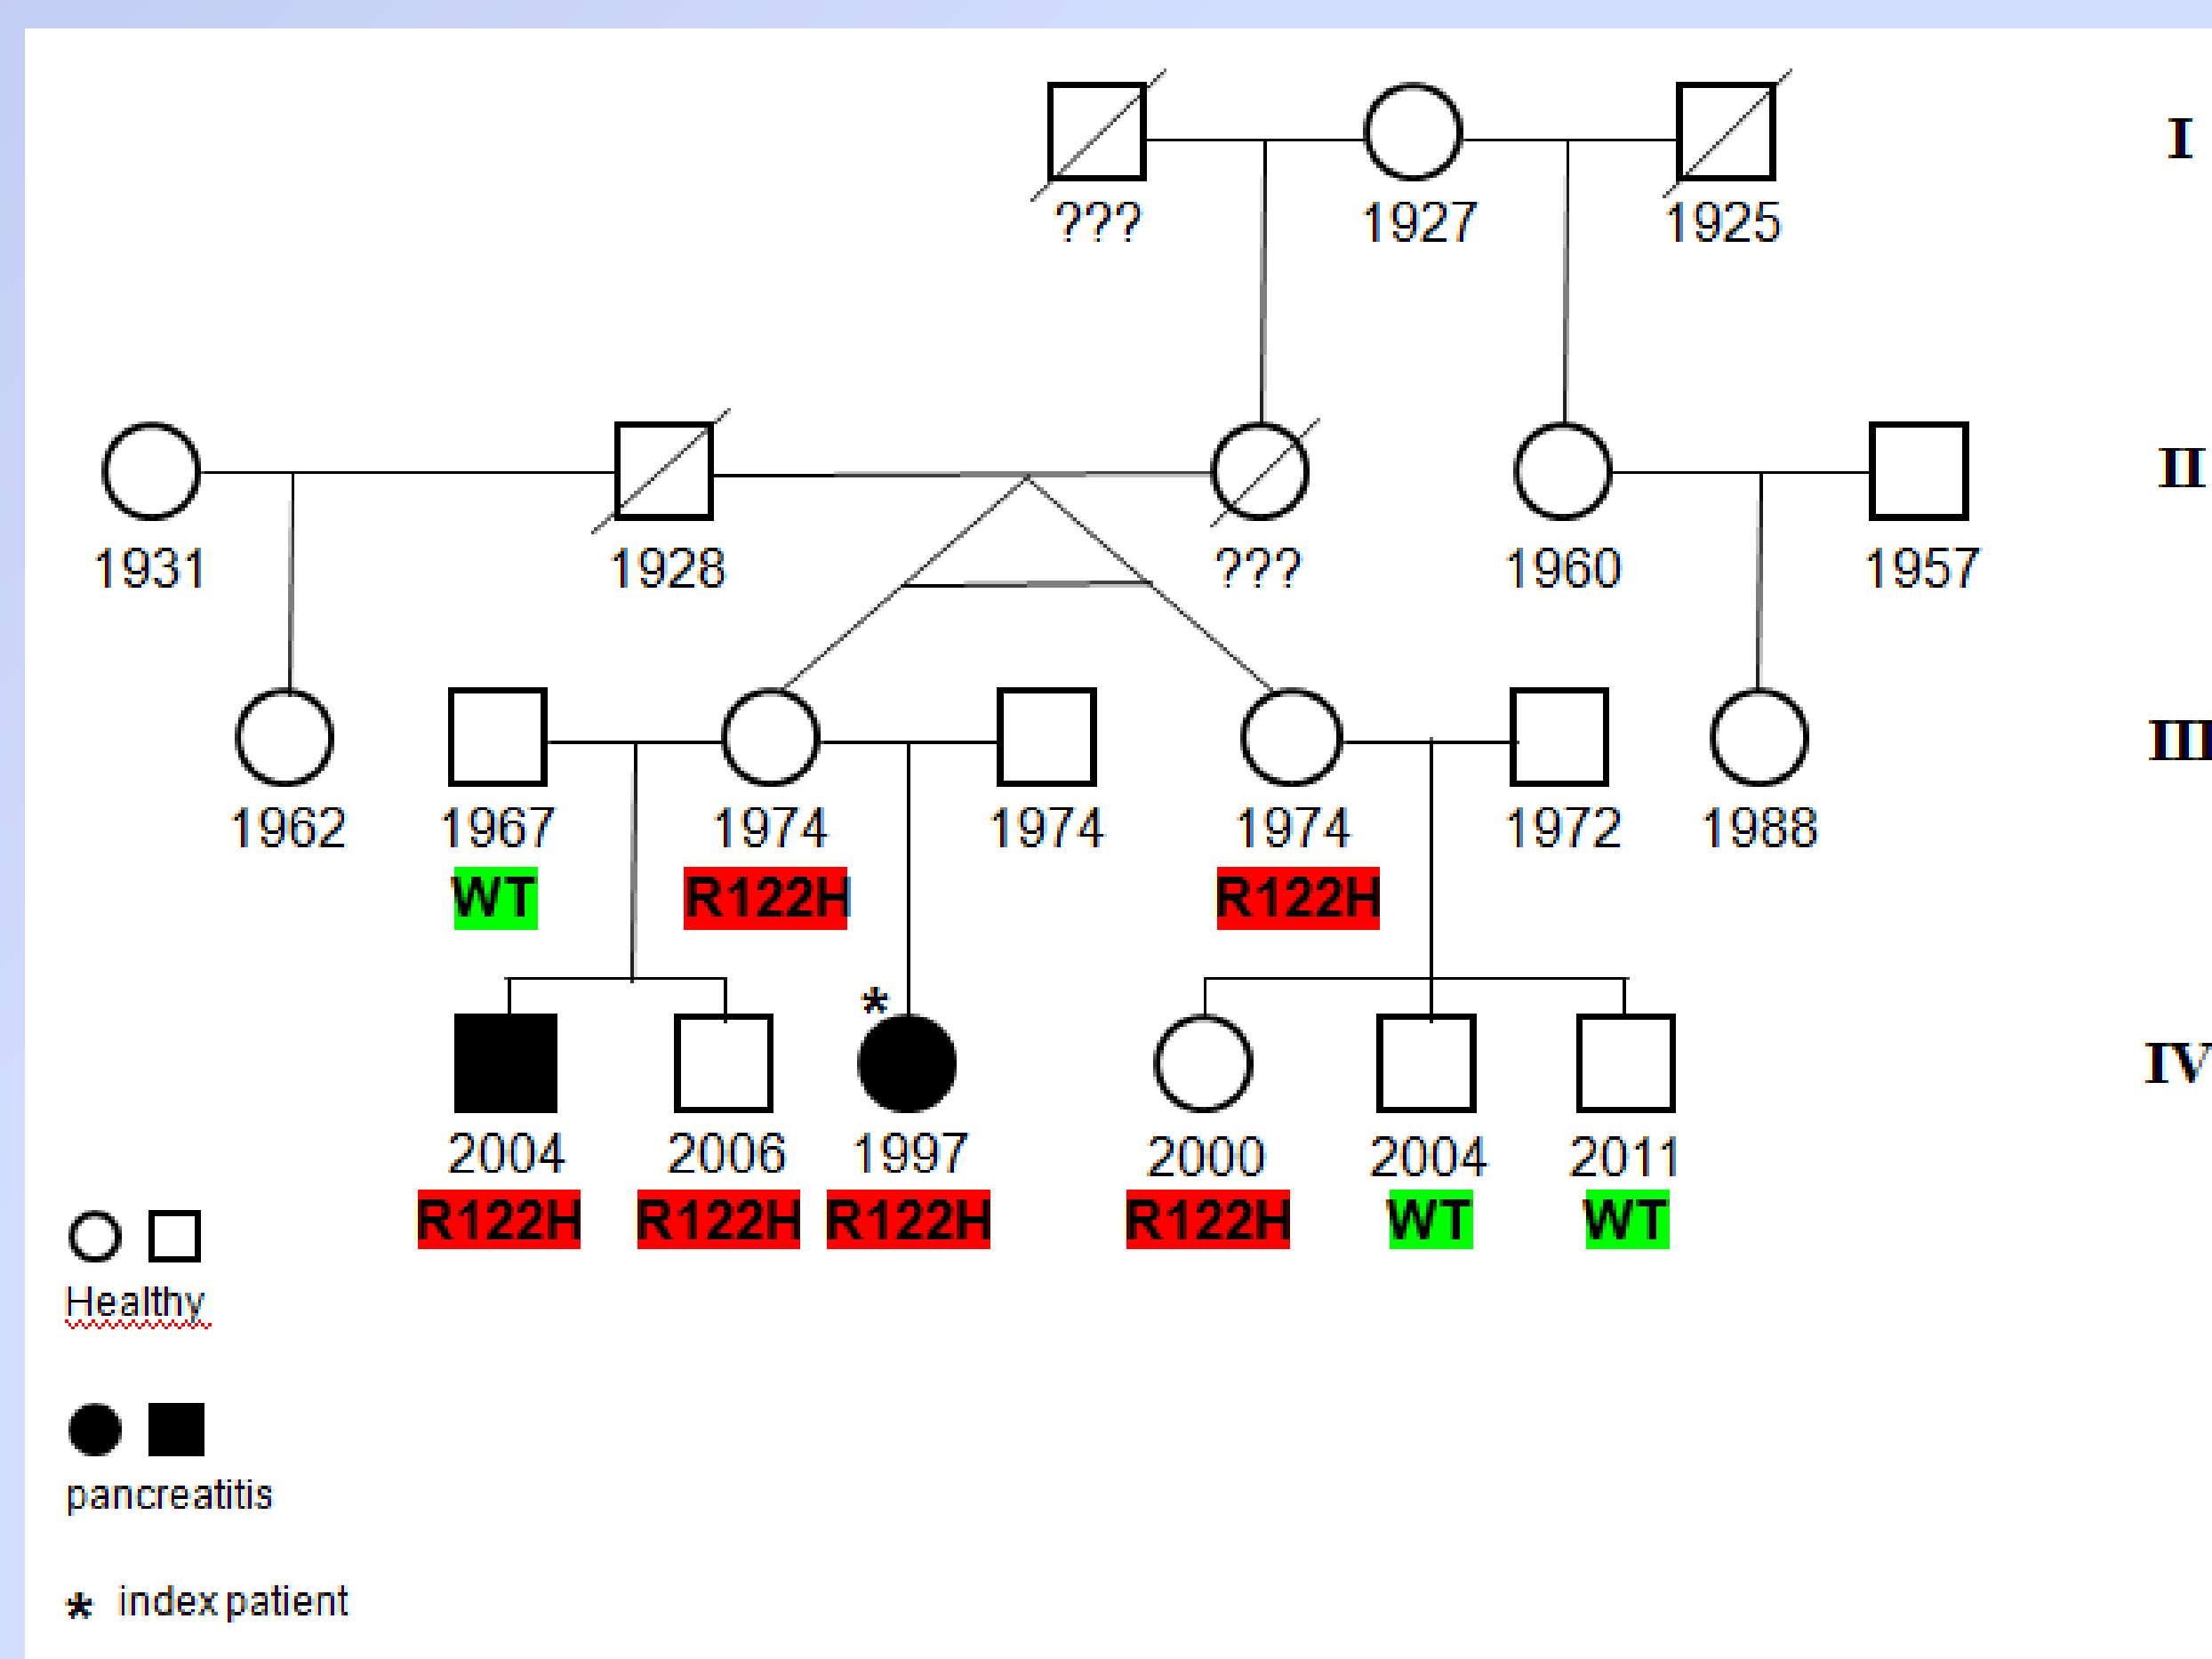 I
??? 1927 1925
II
1931 1928 ??? 1960 1957
III
1962 1967 1974 1974 1974 1972 1988
WT R122H R122H
*
IV
2004 2006 1997 2000 2004 2011
R122H R122H R122H R122H WT WT
Healthy
pancreatitis
* index patient